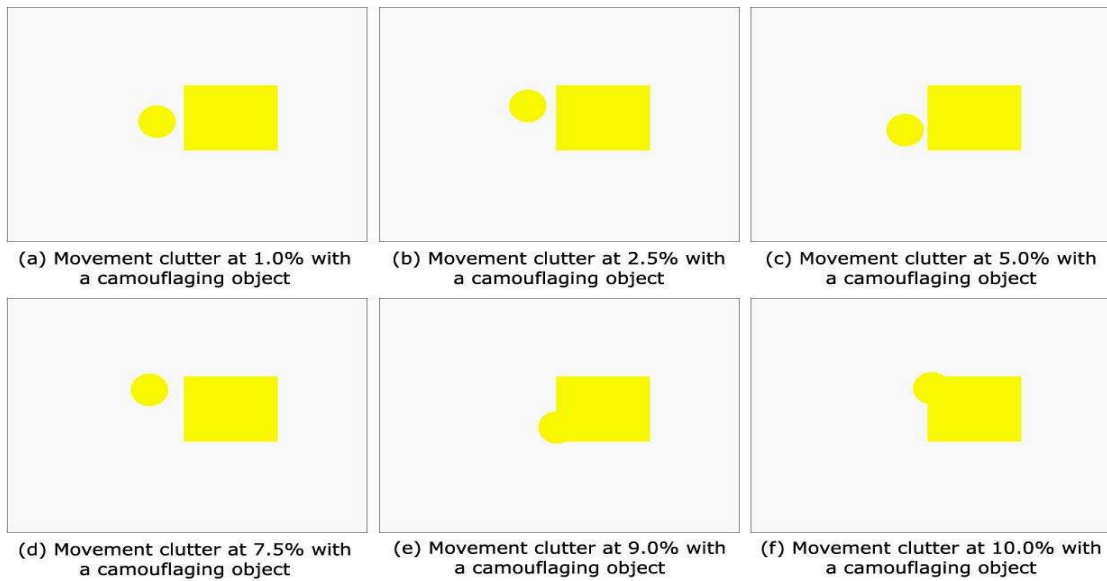 (a) Movement clutter at 1.0% with
a camouflaging object
(b) Movement clutter at 2.5% with
a camouflaging object
(c) Movement clutter at 5.0% with
a camouflaging object
(d) Movement clutter at 7.5% with
a camouflaging object
(e) Movement clutter at 9.0% with
a camouflaging object
(f) Movement clutter at 10.0% with
a camouflaging object